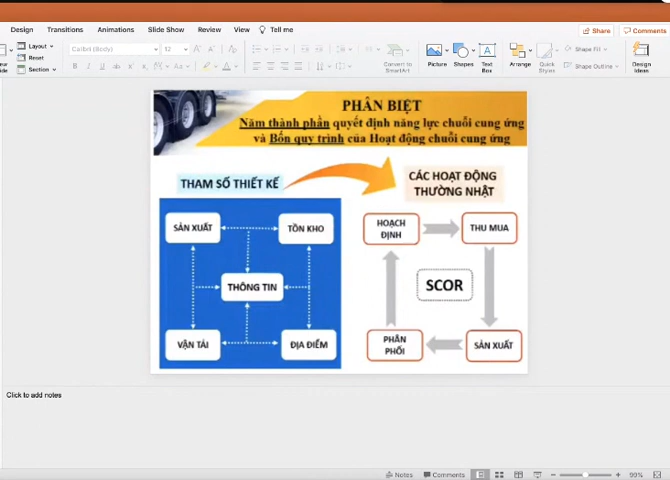 Design Transitions Animations Slide Show Review View Tell me Share Comments
Layout Calibri (Body) 12 Shape Fill
Reset
Section Convert to SmartArt Picture Shapes Text Box Arrange Quick Styles Shape Outline Design Ideas
PHÂN BIỆT
Năm thành phần quyết định năng lực chuỗi cung ứng
và Bốn quy trình của Hoạt động chuỗi cung ứng
THAM SỐ THIẾT KẾ
CÁC HOẠT ĐỘNG
THƯỜNG NHẬT
SẢN XUẤT
TỒN KHO
THÔNG TIN
VẬN TẢI
ĐỊA ĐIỂM
HOẠCH
ĐỊNH
THU MUA
SCOR
PHÂN
PHỐI
SẢN XUẤT
Click to add notes
Notes Comments 99%